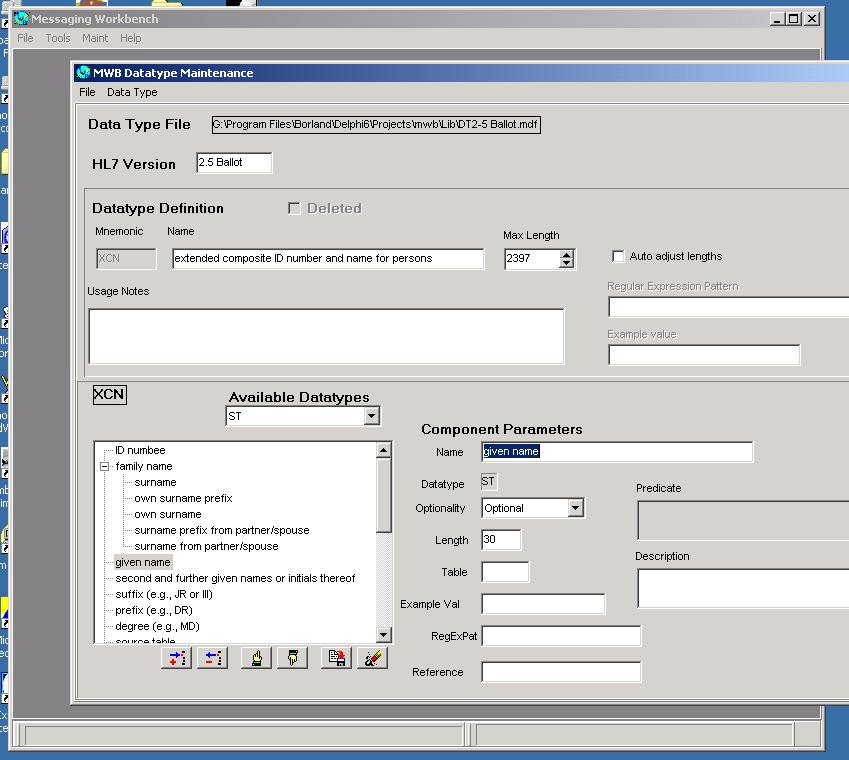 Messaging Workbench
File Tools Maint Help
MWB Datatype Maintenance
File Data Type
Data Type File G:\Program Files\Borland\Delphi6\Projects\mwb\Lib\DT2-5 Ballot.mdf
HL7 Version 2.5 Ballot
Datatype Definition Deleted
Mnemonic Name Max Length
XCN extended composite ID number and name for persons 2397 Auto adjust lengths
Usage Notes Regular Expression Pattern
Example value
XCN Available Datatypes
ST
ID numbee
family name
surname
own surname prefix
own surname
surname prefix from partner/spouse
surname from partner/spouse
given name
second and further given names or initials thereof
suffix (e.g., JR or III)
prefix (e.g., DR)
degree (e.g., MD)
source table
Component Parameters
Name given name
Datatype ST
Optionality Optional
Length 30
Table
Example Val
RegExPat
Reference
Predicate
Description